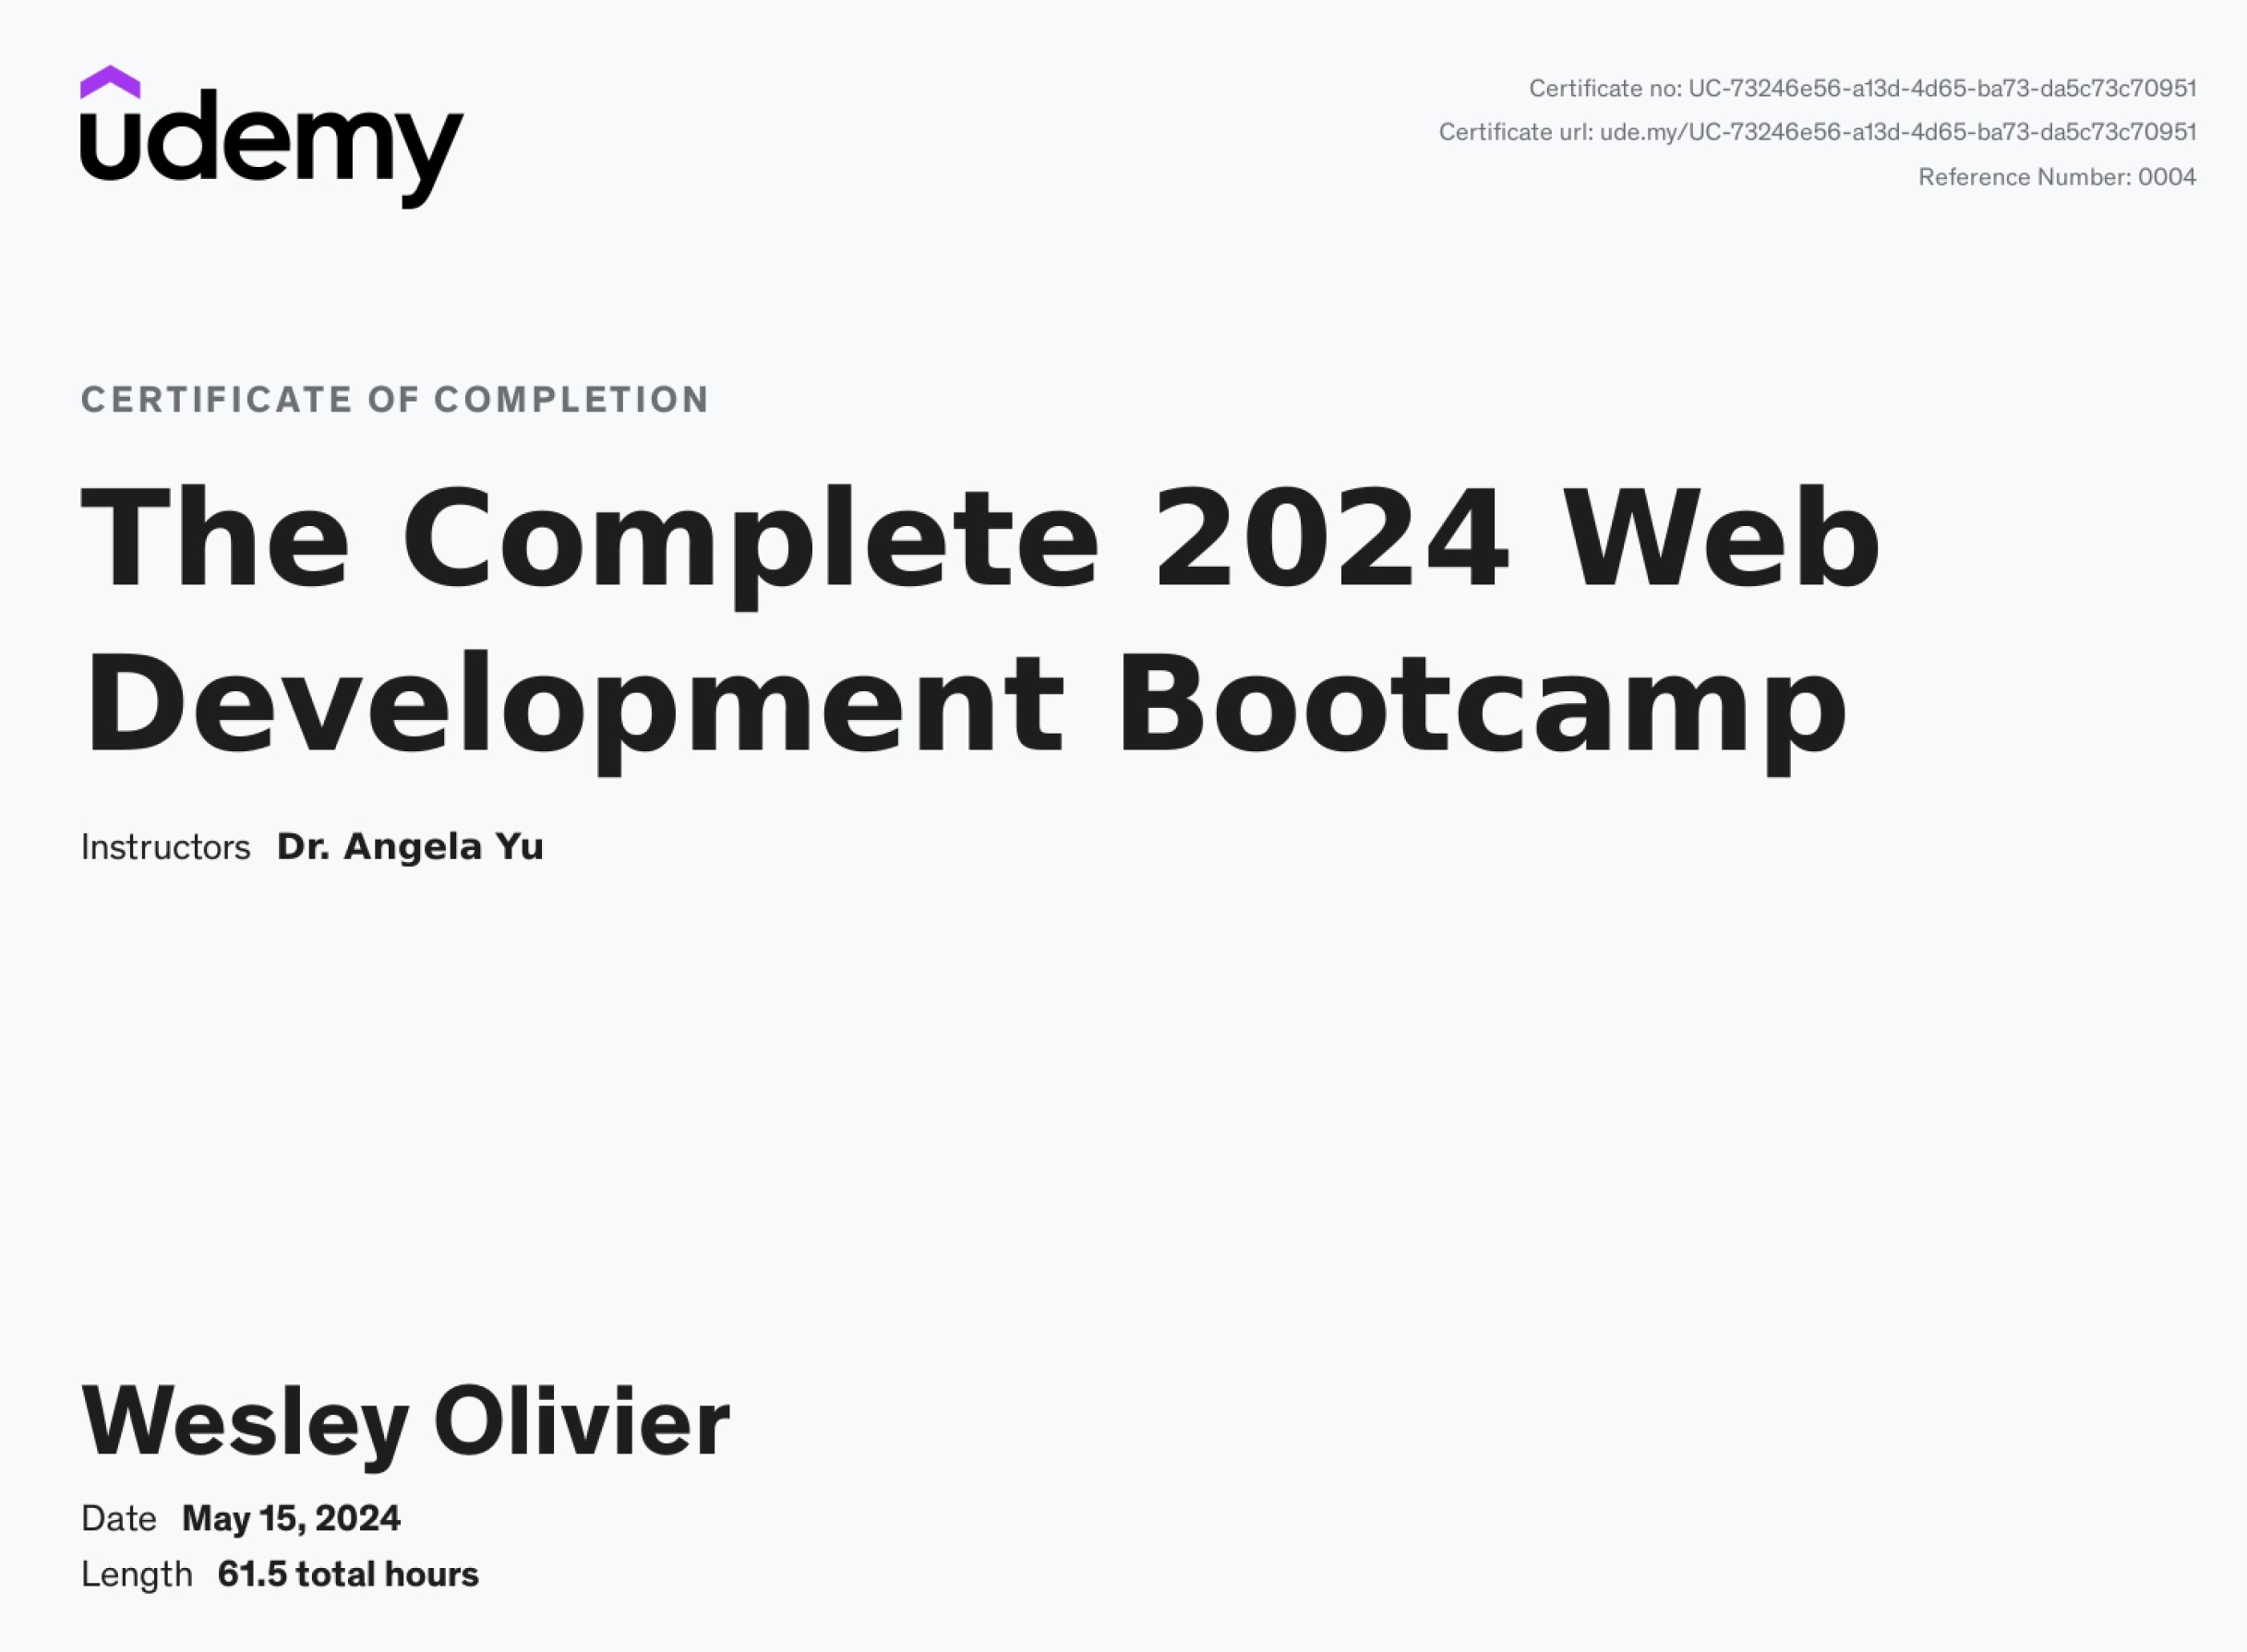 udemy
Certificate no: UC-73246e56-a13d-4d65-ba73-da5c73c70951
Certificate url: ude.my/UC-73246e56-a13d-4d65-ba73-da5c73c70951
Reference Number: 0004
CERTIFICATE OF COMPLETION
The Complete 2024 Web
Development Bootcamp
Instructors Dr. Angela Yu
Wesley Olivier
Date May 15, 2024
Length 61.5 total hours